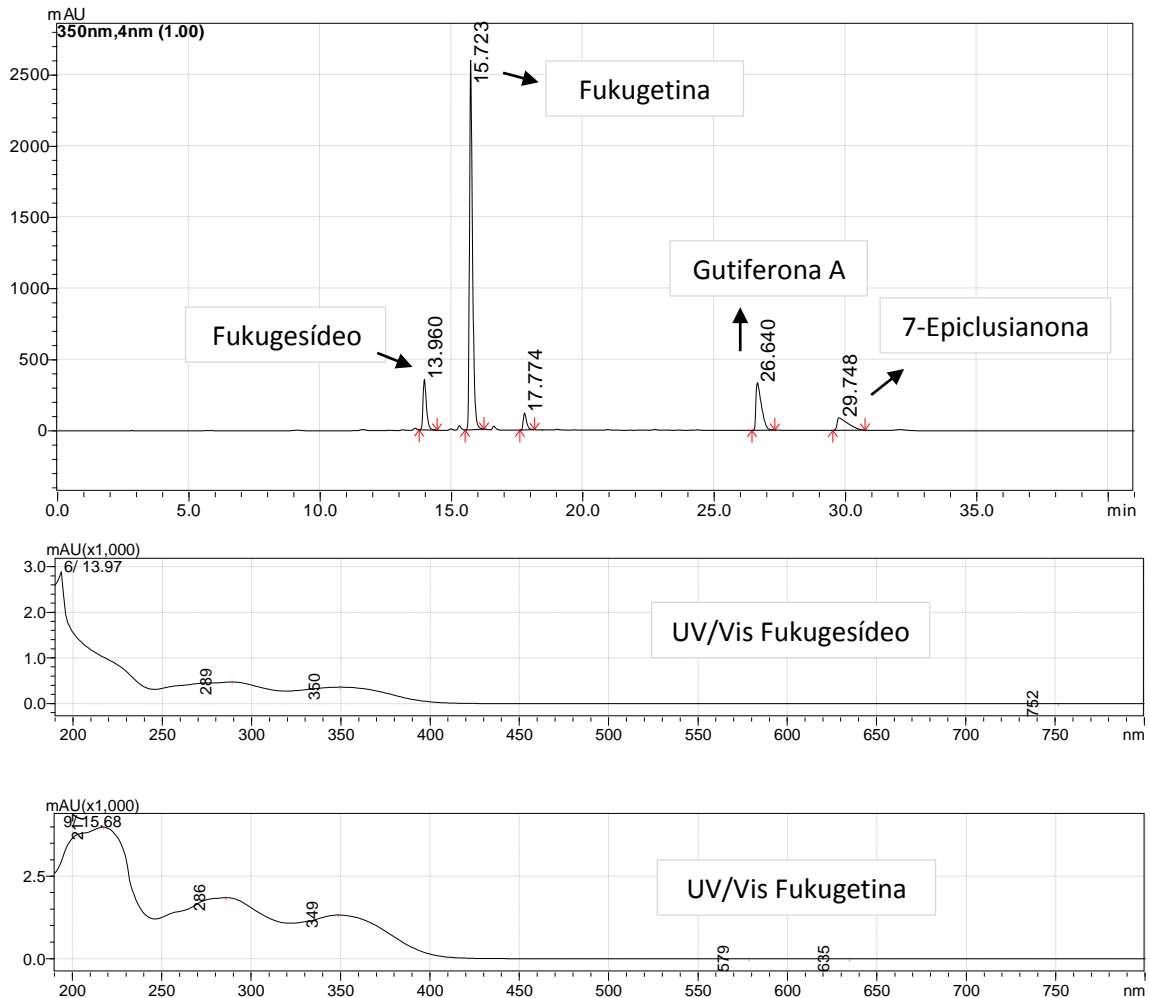 mAU
350nm,4nm (1.00)
2500
2000
1500
1000
500
0
15.723
Fukugetina
Gutiferona A
7-Epiclusianona
Fukugesídeo
13.960
17.774
26.640
29.748
0.0 5.0 10.0 15.0 20.0 25.0 30.0 35.0 min
mAU(x1,000)
6/ 13.97
3.0
2.0
1.0
0.0
UV/Vis Fukugesídeo
289
350
752
200 250 300 350 400 450 500 550 600 650 700 750 nm
mAU(x1,000)
9/ 15.68
217
2.5
0.0
UV/Vis Fukugetina
286
349
579
635
200 250 300 350 400 450 500 550 600 650 700 750 nm